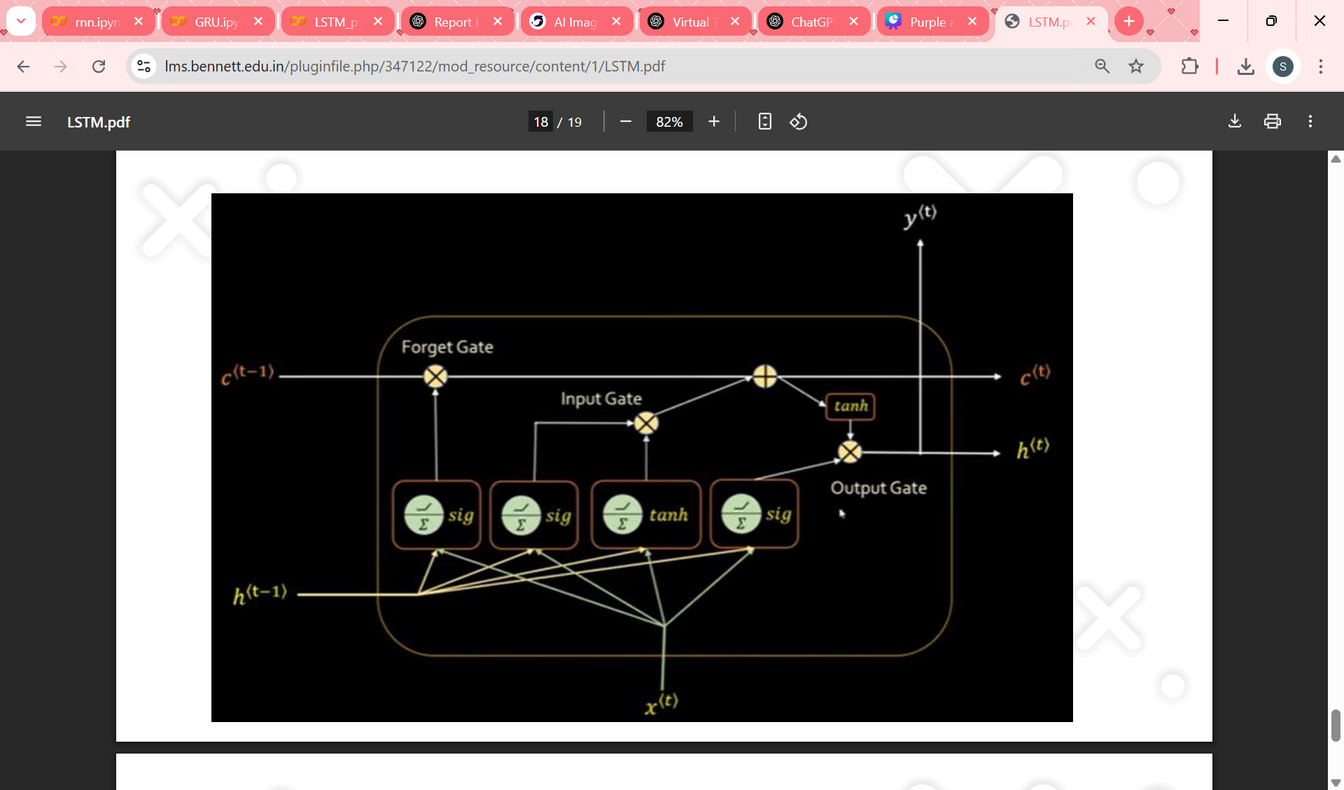 rnn.ipyn
GRU.ipy
LSTM_p
Report
AI Imag
Virtual T
ChatGP
Purple a
LSTM.p
lms.bennett.edu.in/pluginfile.php/347122/mod_resource/content/1/LSTM.pdf
S
LSTM.pdf
18 / 19
82%
y⟨t⟩
Forget Gate
c⟨t−1⟩
c⟨t⟩
Input Gate
tanh
h⟨t⟩
Output Gate
Σ sig
Σ sig
Σ tanh
Σ sig
h⟨t−1⟩
x⟨t⟩